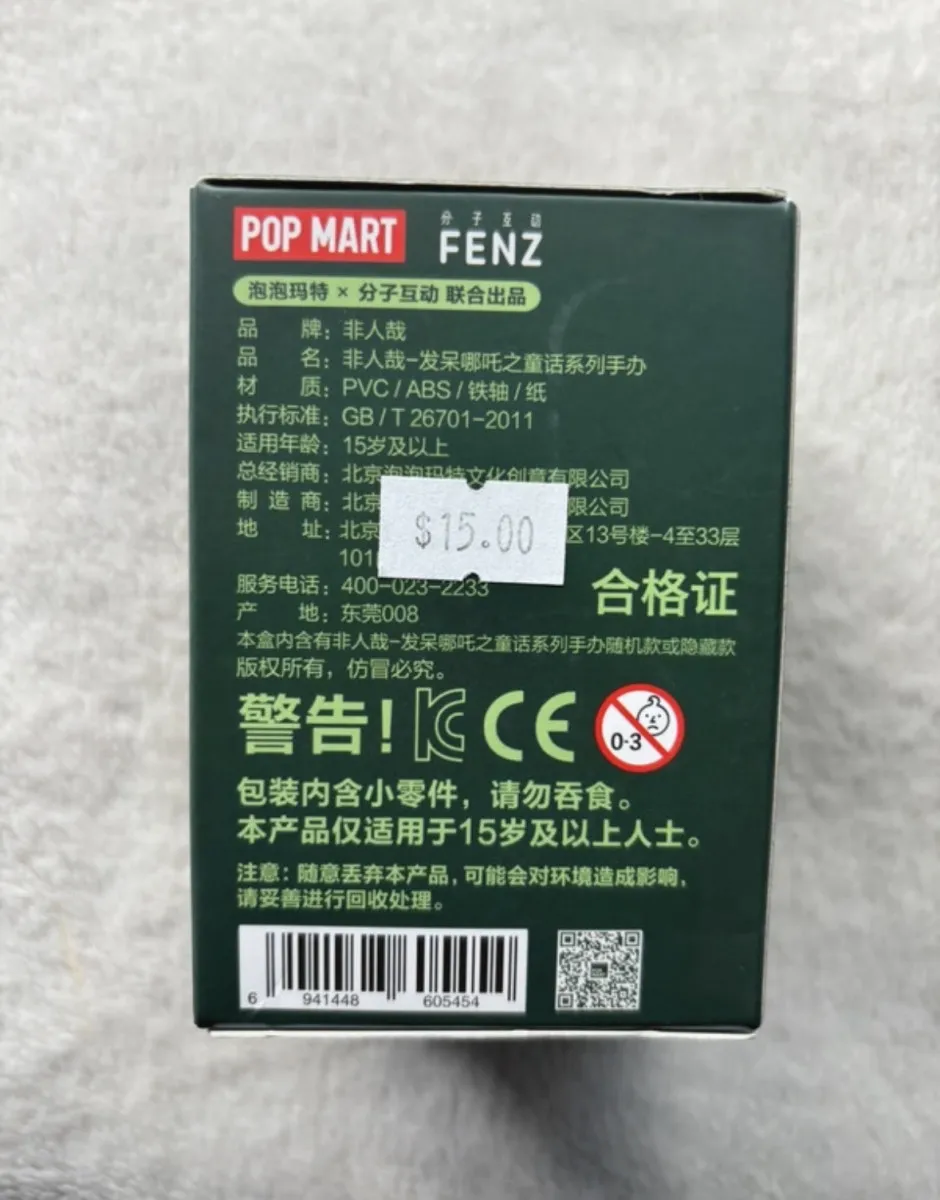 POP MART
分子互动
FENZ
泡泡玛特 × 分子互动 联合出品
品 牌：非人哉
品 名：非人哉-发呆哪吒之童话系列手办
材 质：PVC / ABS / 铁轴 / 纸
执行标准：GB / T 26701-2011
适用年龄：15岁及以上
总经销商：北京泡泡玛特文化创意有限公司
制 造 商：北京 限公司
地 址：北京 区13号楼-4至33层
101
$15.00
服务电话：400-023-2233
产 地：东莞008
合格证
本盒内含有非人哉-发呆哪吒之童话系列手办随机款或隐藏款
版权所有，仿冒必究。
警告！
CE
0-3
包装内含小零件，请勿吞食。
本产品仅适用于15岁及以上人士。
注意：随意丢弃本产品，可能会对环境造成影响，
请妥善进行回收处理。
6 941448 605454